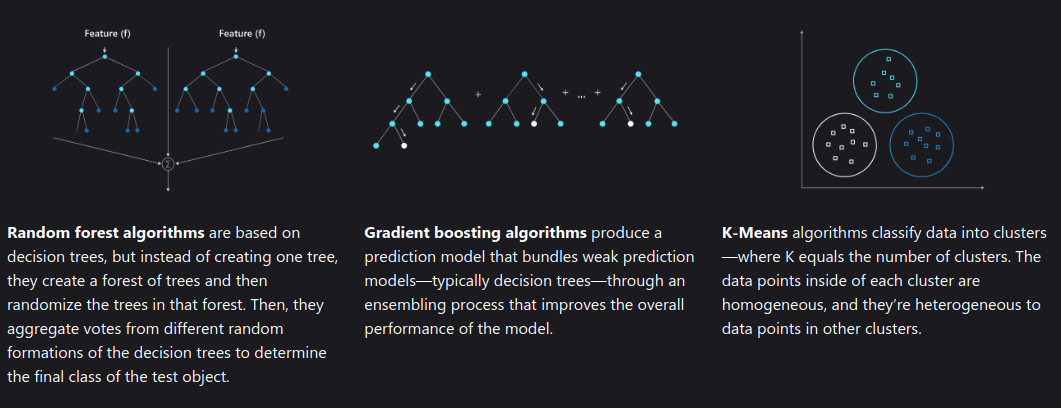 Feature (f)
Feature (f)
Σ
+
+ ... +
Random forest algorithms are based on
decision trees, but instead of creating one tree,
they create a forest of trees and then
randomize the trees in that forest. Then, they
aggregate votes from different random
formations of the decision trees to determine
the final class of the test object.
Gradient boosting algorithms produce a
prediction model that bundles weak prediction
models—typically decision trees—through an
ensembling process that improves the overall
performance of the model.
K-Means algorithms classify data into clusters
—where K equals the number of clusters. The
data points inside of each cluster are
homogeneous, and they’re heterogeneous to
data points in other clusters.